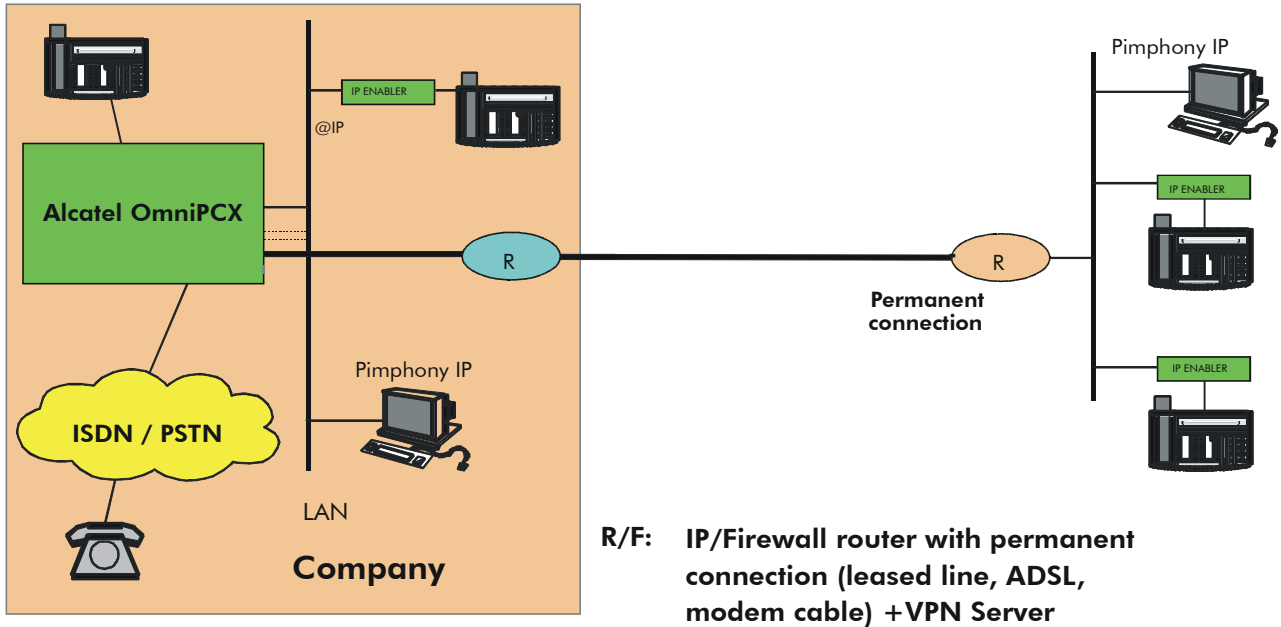 Pimphony IP
IP ENABLER
@IP
IP ENABLER
Alcatel OmniPCX
R
R
Permanent
connection
Pimphony IP
IP ENABLER
ISDN / PSTN
LAN
Company
R/F: IP/Firewall router with permanent
connection (leased line, ADSL,
modem cable) +VPN Server